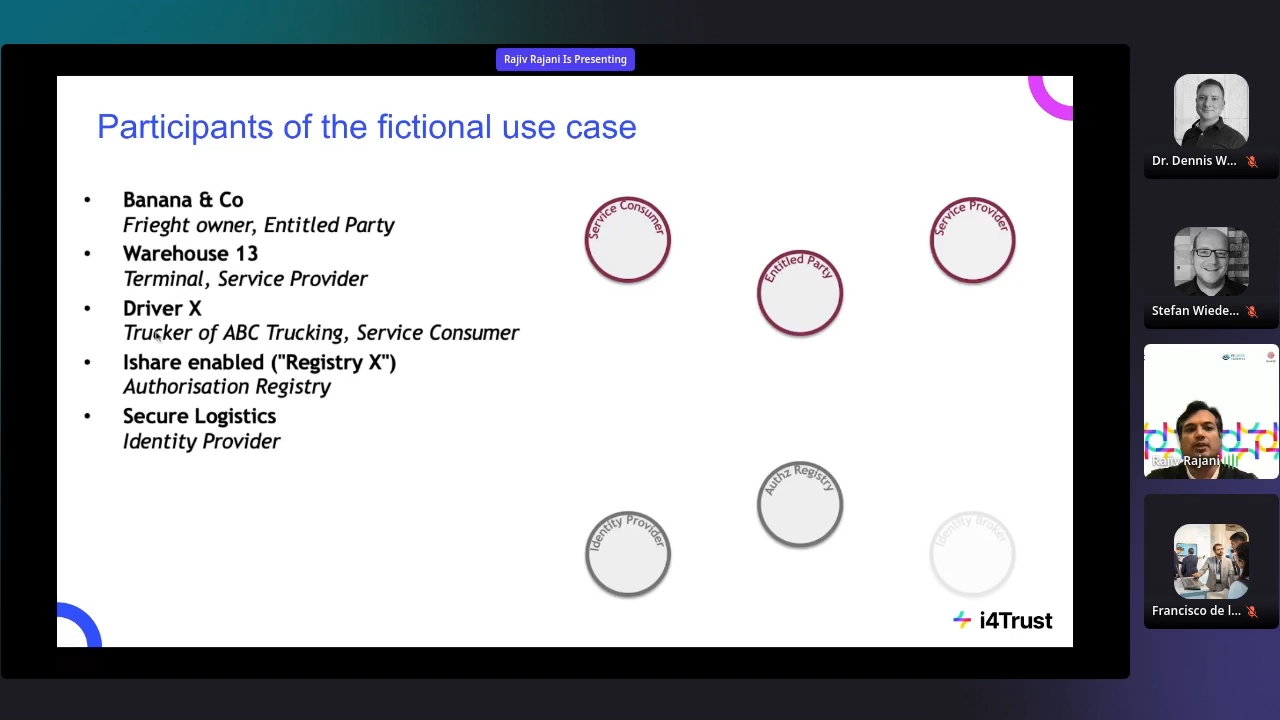 Rajiv Rajani Is Presenting
Participants of the fictional use case
• Banana & Co
Frieght owner, Entitled Party
• Warehouse 13
Terminal, Service Provider
• Driver X
Trucker of ABC Trucking, Service Consumer
• Ishare enabled ("Registry X")
Authorisation Registry
• Secure Logistics
Identity Provider
Service Consumer
Service Provider
Entitled Party
Authz Registry
Identity Provider
Identity Broker
i4Trust
Dr. Dennis W...
Stefan Wiede...
Rajiv Rajani
Francisco de l...